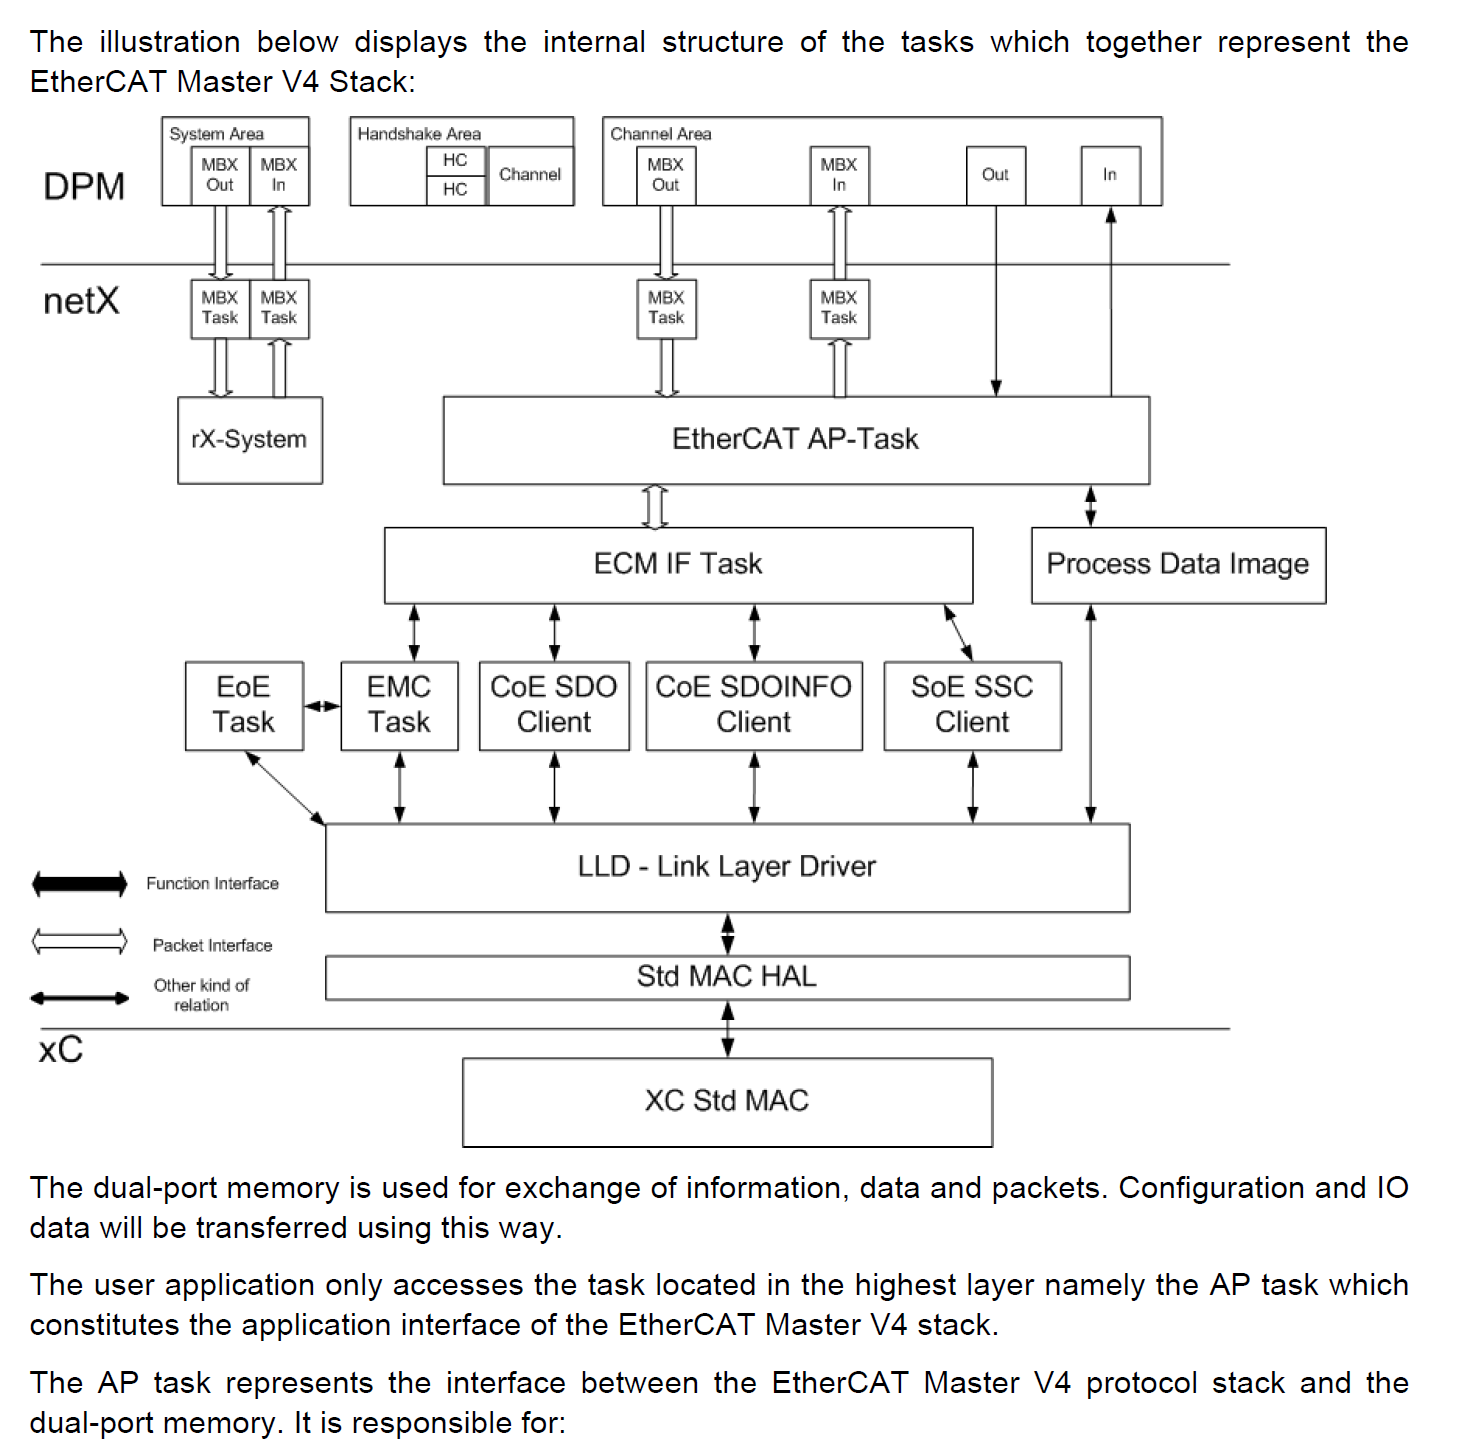 The illustration below displays the internal structure of the tasks which together represent the
EtherCAT Master V4 Stack:
System Area
Handshake Area
Channel Area
DPM
MBX
Out
MBX
In
HC
HC
Channel
MBX
Out
MBX
In
Out
In
netX
MBX
Task
MBX
Task
MBX
Task
MBX
Task
rX-System
EtherCAT AP-Task
ECM IF Task
Process Data Image
EoE
Task
EMC
Task
CoE SDO
Client
CoE SDOINFO
Client
SoE SSC
Client
LLD - Link Layer Driver
Function Interface
Packet Interface
Other kind of
relation
Std MAC HAL
xC
XC Std MAC
The dual-port memory is used for exchange of information, data and packets. Configuration and IO
data will be transferred using this way.
The user application only accesses the task located in the highest layer namely the AP task which
constitutes the application interface of the EtherCAT Master V4 stack.
The AP task represents the interface between the EtherCAT Master V4 protocol stack and the
dual-port memory. It is responsible for: